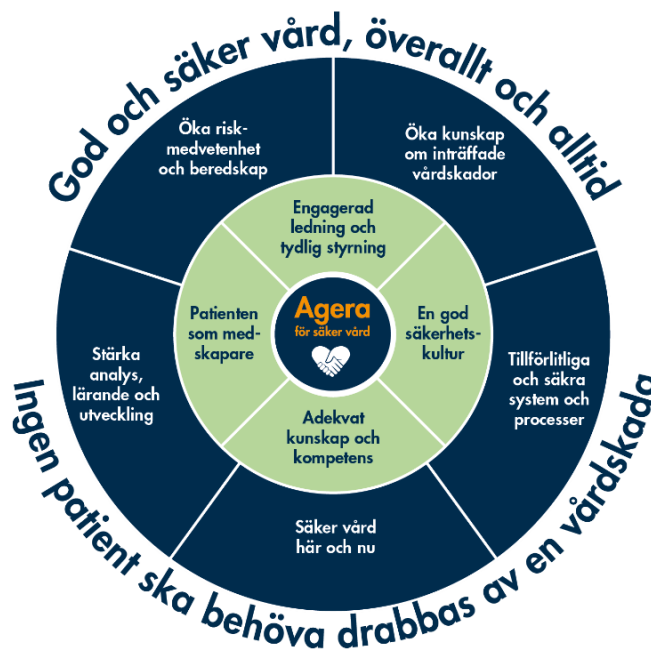 God och säker vård, överallt och alltid
Öka risk-
medvetenhet
och beredskap
Öka kunskap
om inträffade
vårdskador
Engagerad
ledning och
tydlig styrning
Patienten
som med-
skapare
Agera
för säker vård
En god
säkerhets-
kultur
Stärka
analys,
lärande och
utveckling
Tillförlitliga
och säkra
system och
processer
Adekvat
kunskap och
kompetens
Säker vård
här och nu
Ingen patient ska behöva drabbas av en vårdskada